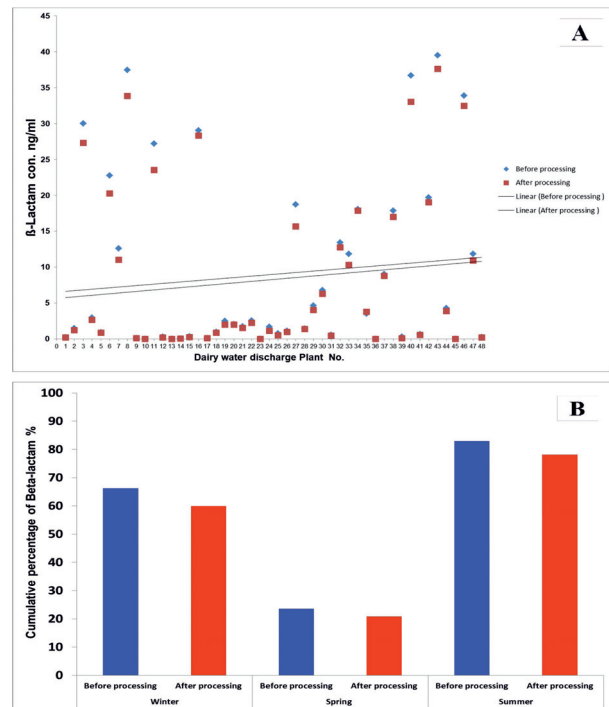 A
45
40
35
30
25
20
15
10
5
0
ß-Lactam con. ng/ml
Before processing
After processing
Linear (Before processing )
Linear (After processing )
0 1 2 3 4 5 6 7 8 9 10 11 12 13 14 15 16 17 18 19 20 21 22 23 24 25 26 27 28 29 30 31 32 33 34 35 36 37 38 39 40 41 42 43 44 45 46 47 48
Dairy water discharge Plant No.
B
100
90
80
70
60
50
40
30
20
10
0
Cumulative percentage of Beta-lactam %
Before processing After processing Before processing After processing Before processing After processing
Winter Spring Summer